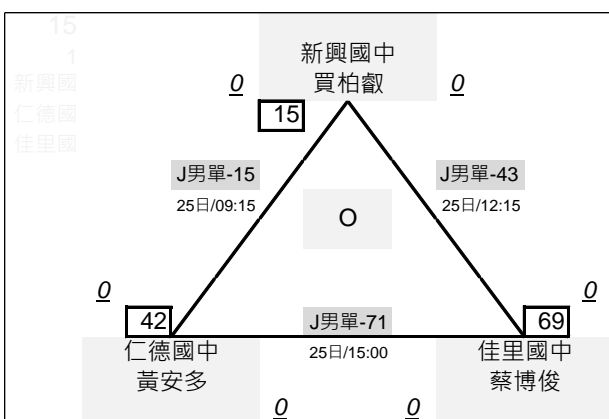 15
1
新興國
仁德國
佳里國
新興國中
0 買柏叡 0
15
J男單-15 J男單-43
25日/09:15 25日/12:15
O
0 0
42 J男單-71 69
仁德國中 25日/15:00 佳里國中
黃安多 蔡博俊
0 0